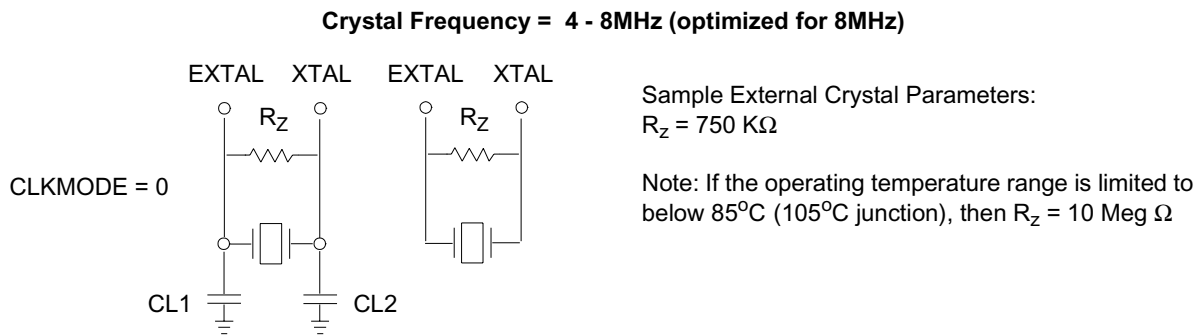 Crystal Frequency = 4 - 8MHz (optimized for 8MHz)
EXTAL XTAL EXTAL XTAL
R_Z R_Z
CLKMODE = 0
CL1 CL2
Sample External Crystal Parameters:
R_Z = 750 KΩ
Note: If the operating temperature range is limited to
below 85°C (105°C junction), then R_Z = 10 Meg Ω